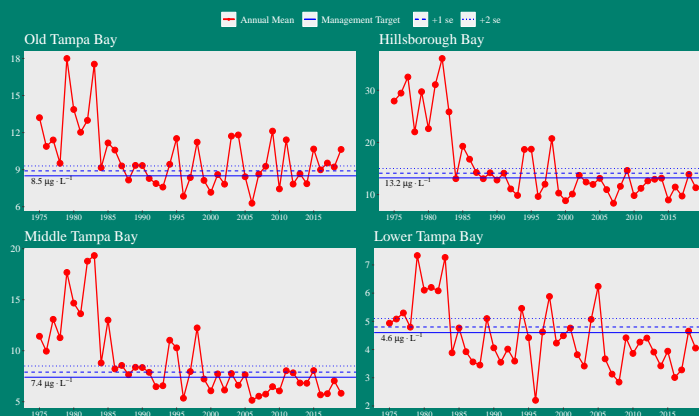 Annual Mean Management Target +1 se +2 se
Old Tampa Bay
18
15
12
9
6
8.5 µg · L⁻¹
1975 1980 1985 1990 1995 2000 2005 2010 2015
Hillsborough Bay
30
20
10
13.2 µg · L⁻¹
1975 1980 1985 1990 1995 2000 2005 2010 2015
Middle Tampa Bay
20
15
10
5
7.4 µg · L⁻¹
1975 1980 1985 1990 1995 2000 2005 2010 2015
Lower Tampa Bay
7
6
5
4
3
2
4.6 µg · L⁻¹
1975 1980 1985 1990 1995 2000 2005 2010 2015